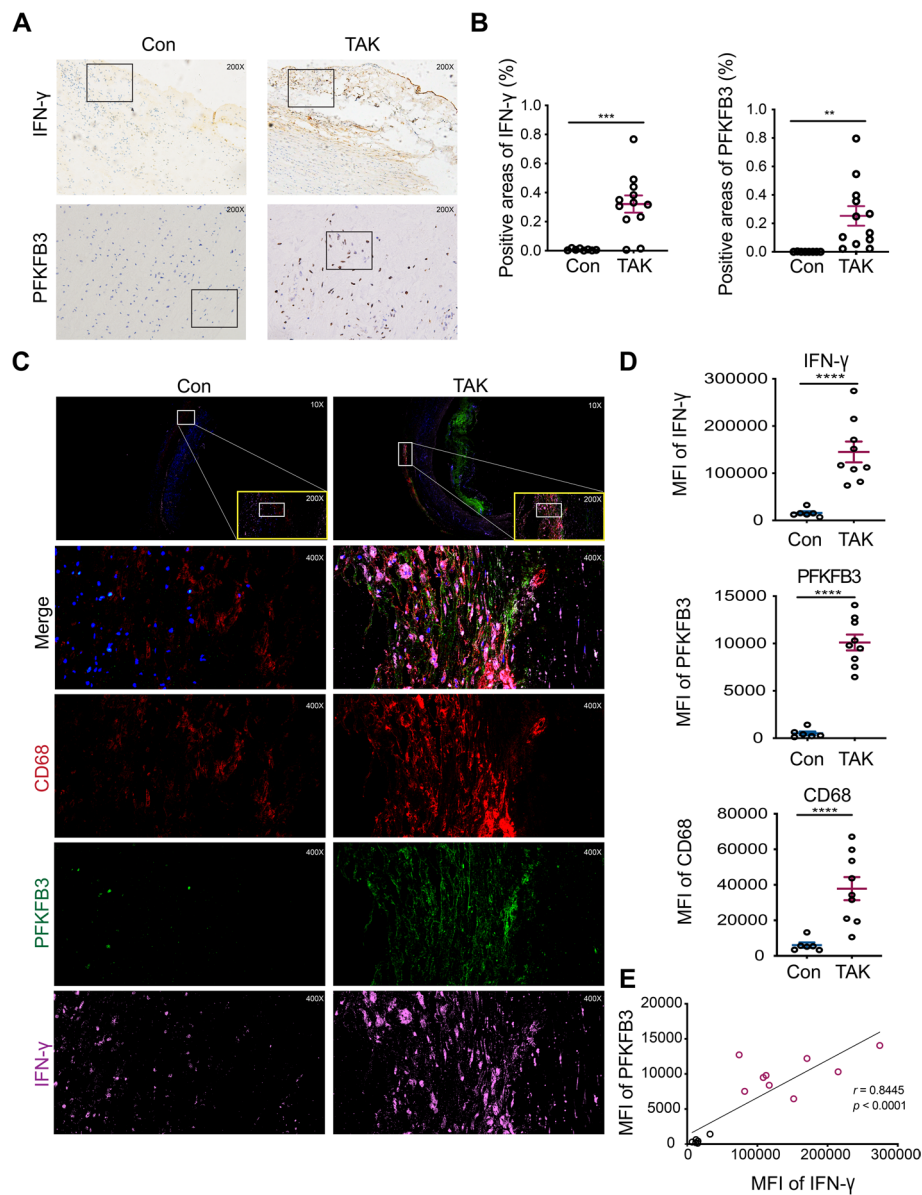 A
Con
TAK
IFN-γ
200X
200X
PFKFB3
200X
200X
B
Positive areas of IFN-γ (%)
1.0
0.8
0.6
0.4
0.2
0.0
***
Con
TAK
Positive areas of PFKFB3 (%)
1.0
0.8
0.6
0.4
0.2
0.0
**
Con
TAK
C
Con
TAK
10X
200X
10X
200X
Merge
400X
400X
CD68
400X
400X
PFKFB3
400X
400X
IFN-γ
400X
400X
D
IFN-γ
****
MFI of IFN-γ
300000
200000
100000
0
Con
TAK
PFKFB3
****
MFI of PFKFB3
15000
10000
5000
0
Con
TAK
CD68
****
MFI of CD68
80000
60000
40000
20000
0
Con
TAK
E
MFI of PFKFB3
20000
15000
10000
5000
0
r = 0.8445
p < 0.0001
0
100000
200000
300000
MFI of IFN-γ